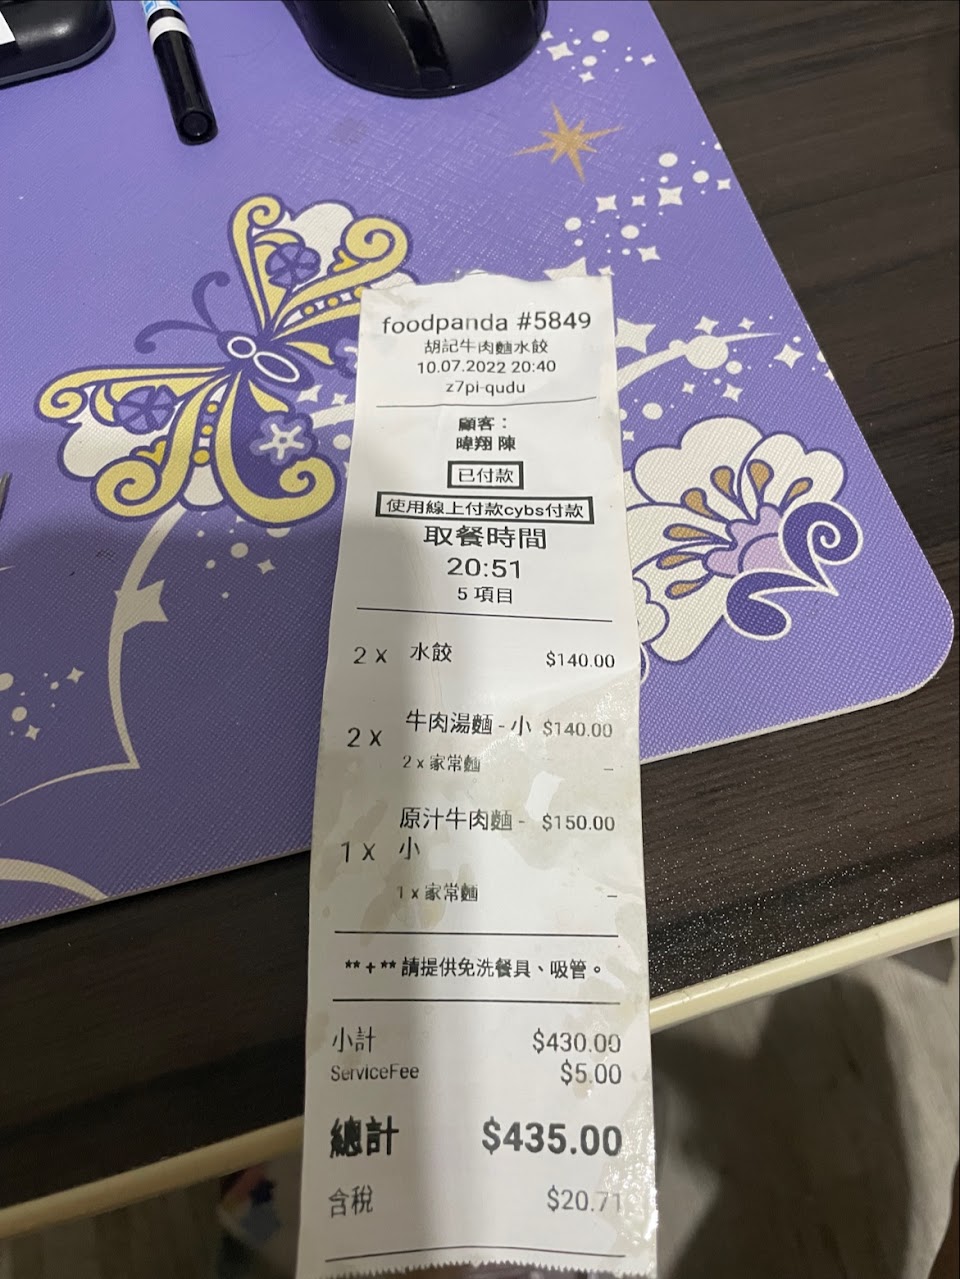 foodpanda #5849
胡記牛肉麵水餃
10.07.2022 20:40
z7pi-qudu
顧客：
暐翔 陳
已付款
使用線上付款cybs付款
取餐時間
20:51
5 項目
2 x 水餃 $140.00
2 x 牛肉湯麵 - 小 $140.00
2 x 家常麵 –
1 x 原汁牛肉麵 - 小 $150.00
1 x 家常麵 –
** + ** 請提供免洗餐具、吸管。
小計 $430.00
ServiceFee $5.00
總計 $435.00
含稅 $20.71